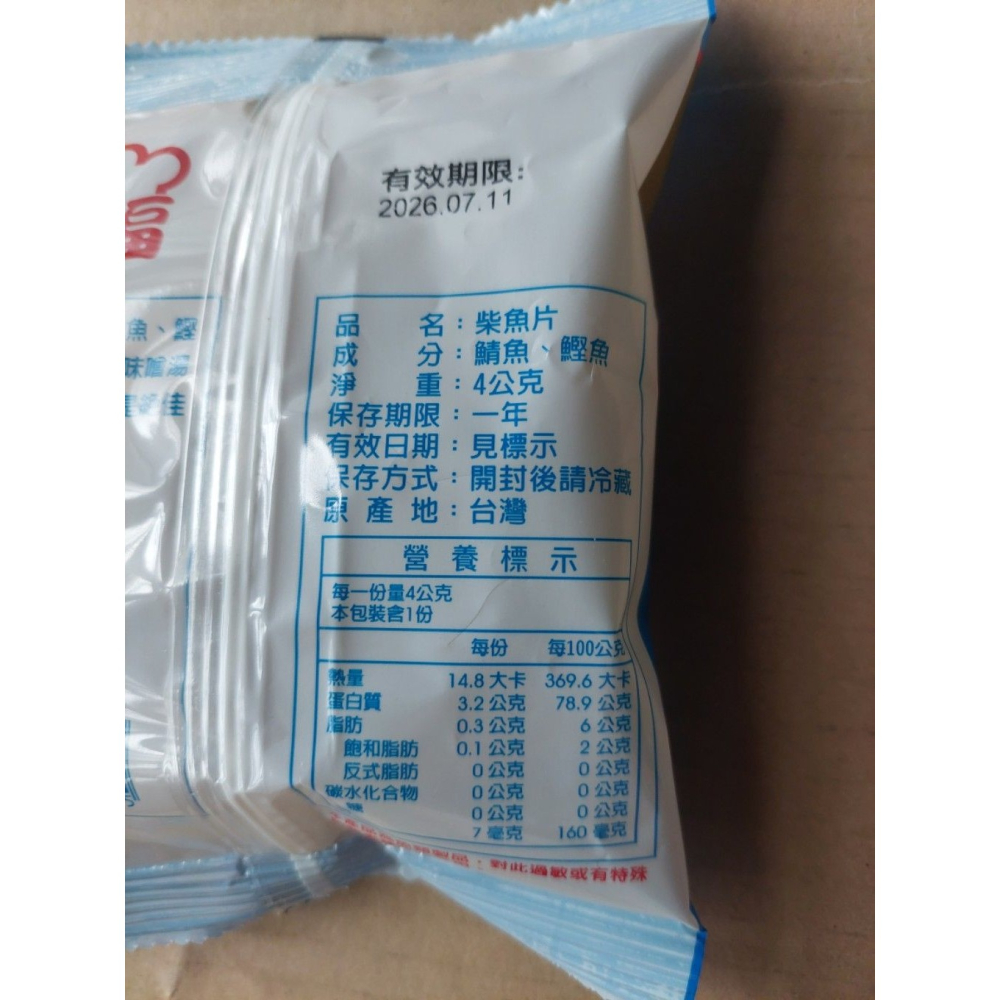 福
有效期限:
2026.07.11
魚、鰹
品名:柴魚片
成分:鯖魚、鰹魚
淨重:4公克
保存期限:一年
有效日期:見標示
保存方式:開封後請冷藏
原產地:台灣
營養標示
每一份量4公克
本包裝含1份
每份 每100公克
熱量 14.8 大卡 369.6 大卡
蛋白質 3.2 公克 78.9 公克
脂肪 0.3 公克 6 公克
飽和脂肪 0.1 公克 2 公克
反式脂肪 0 公克 0 公克
碳水化合物 0 公克 0 公克
糖 0 公克 0 公克
7 毫克 160 毫克
對此過敏或有特殊